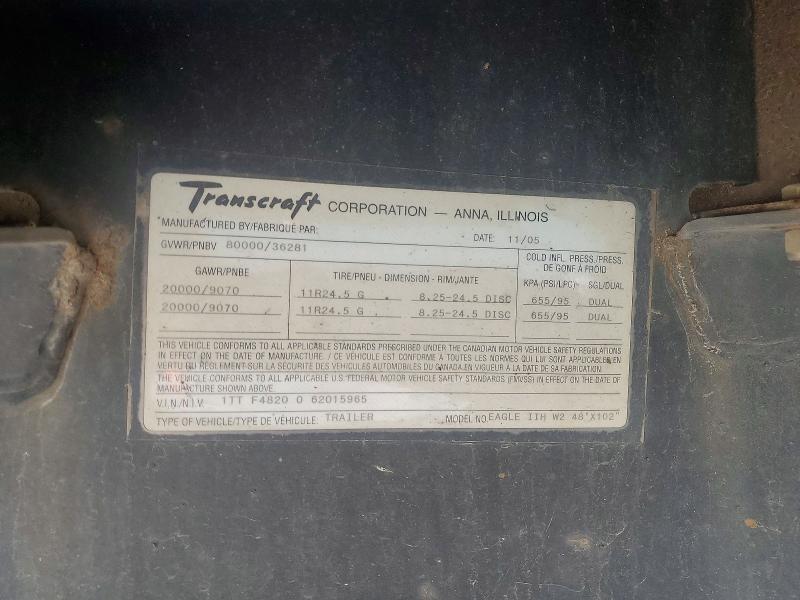 Transcraft CORPORATION — ANNA, ILLINOIS
MANUFACTURED BY/FABRIQUÉ PAR: DATE: 11/05
GVWR/PNBV 80000/36281
COLD INFL. PRESS./PRESS. DE GONF A FROID
GAWR/PNBE TIRE/PNEU - DIMENSION - RIM/JANTE KPA (PSI/LPC) SGL/DUAL
20000/9070 11R24.5 G 8.25-24.5 DISC 655/95 DUAL
20000/9070 11R24.5 G 8.25-24.5 DISC 655/95 DUAL
THIS VEHICLE CONFORMS TO ALL APPLICABLE STANDARDS PRESCRIBED UNDER THE CANADIAN MOTOR VEHICLE SAFETY REGULATIONS
IN EFFECT ON THE DATE OF MANUFACTURE. / CE VÉHICULE EST CONFORME A TOUTES LES NORMES QUI LUI SONT APPLICABLES EN
VERTU DU RÈGLEMENT SUR LA SÉCURITÉ DES VÉHICULES AUTOMOBILES DU CANADA EN VIGUEUR A LA DATE DE SA FABRICATION.
THE VEHICLE CONFORMS TO ALL APPLICABLE U.S. FEDERAL MOTOR VEHICLE SAFETY STANDARDS (FMVSS) IN EFFECT ON THE DATE OF
MANUFACTURE SHOWN ABOVE.
V.I.N./N.I.V. 1TT F4820 0 62015965
TYPE OF VEHICLE/TYPE DE VÉHICULE: TRAILER MODEL NO. EAGLE IIH W2 48'X102"